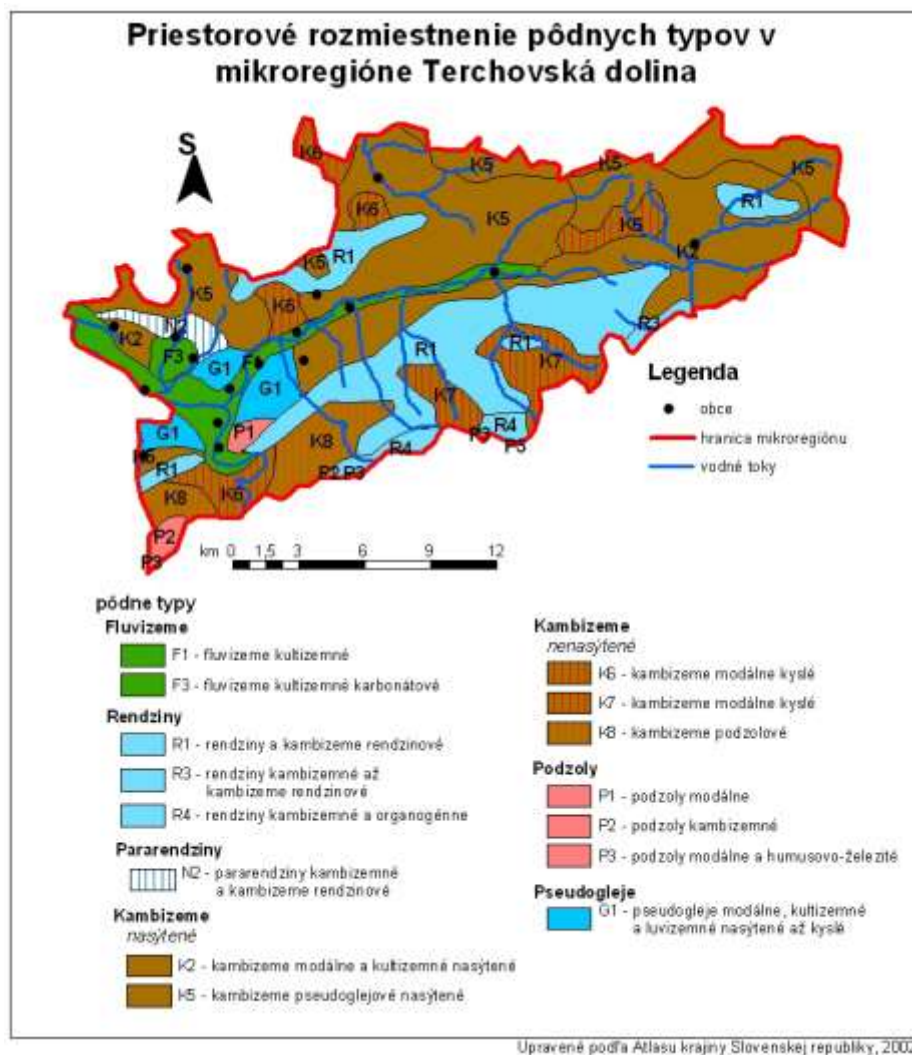 Priestorové rozmiestnenie pôdnych typov v
mikroregióne Terchovská dolina
S
K6
K5
K5
K5
K6
K5
R1
K5
K5
R1
K2
K5
K6
N2
K2
F3
G1
F1
G1
R1
R3
R1
K7
K7
P1
G1
K8
R4
R4
P3
P3
K6
R1
K8
K6
P2
P3
P2
P3
Legenda
obce
hranica mikroregiónu
vodné toky
km 0 1,5 3 6 9 12
pôdne typy
Fluvizeme
F1 - fluvizeme kultizemné
F3 - fluvizeme kultizemné karbonátové
Rendziny
R1 - rendziny a kambizeme rendzinové
R3 - rendziny kambizemné až
kambizeme rendzinové
R4 - rendziny kambizemné a organogénne
Pararendziny
N2 - pararendziny kambizemné
a kambizeme rendzinové
Kambizeme
nasýtené
K2 - kambizeme modálne a kultizemné nasýtené
K5 - kambizeme pseudoglejové nasýtené
Kambizeme
nenasýtené
K6 - kambizeme modálne kyslé
K7 - kambizeme modálne kyslé
K8 - kambizeme podzolové
Podzoly
P1 - podzoly modálne
P2 - podzoly kambizemné
P3 - podzoly modálne a humusovo-železité
Pseudogleje
G1 - pseudogleje modálne, kultizemné
a luvizemné nasýtené až kyslé
Upravené podľa Atlasu krajiny Slovenskej republiky, 2002